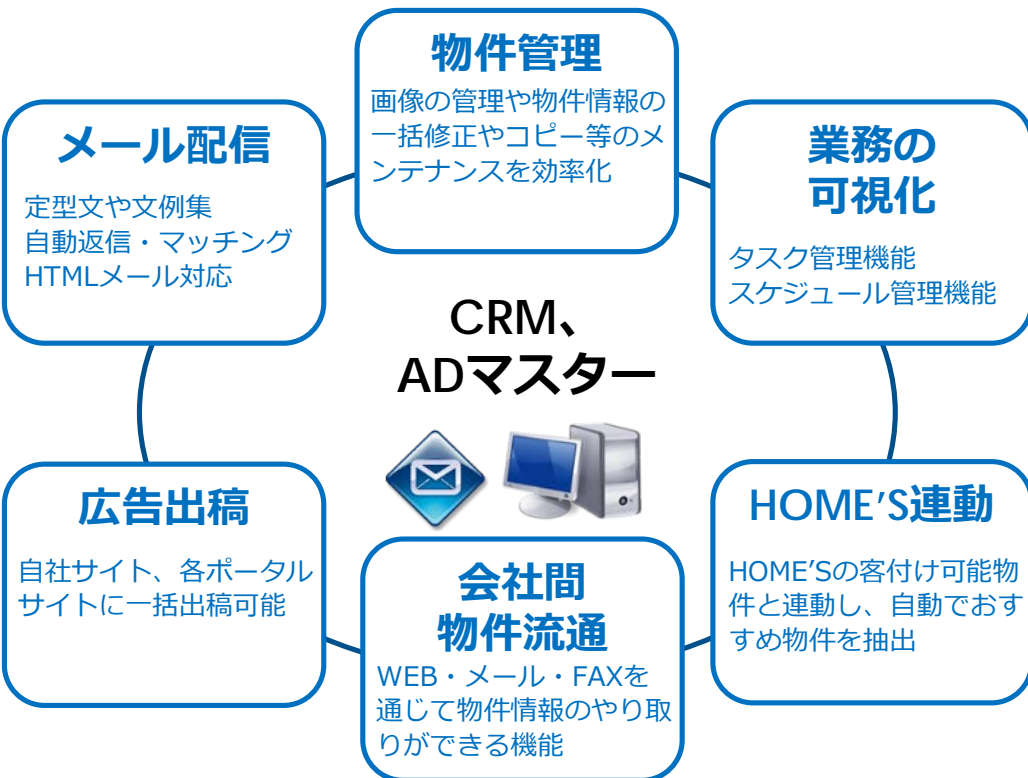 物件管理
画像の管理や物件情報の
一括修正やコピー等のメ
ンテナンスを効率化
メール配信
定型文や文例集
自動返信・マッチング
HTMLメール対応
業務の
可視化
タスク管理機能
スケジュール管理機能
CRM、
ADマスター
広告出稿
自社サイト、各ポータル
サイトに一括出稿可能
会社間
物件流通
WEB・メール・FAXを
通じて物件情報のやり取
りができる機能
HOME’S連動
HOME’Sの客付け可能物
件と連動し、自動でおす
すめ物件を抽出